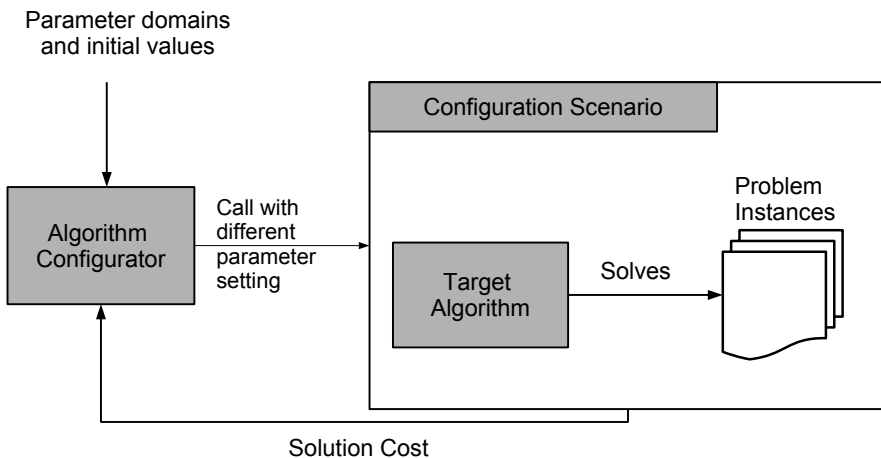 Parameter domains
and initial values
Configuration Scenario
Algorithm
Configurator
Call with
different
parameter
setting
Target
Algorithm
Solves
Problem
Instances
Solution Cost